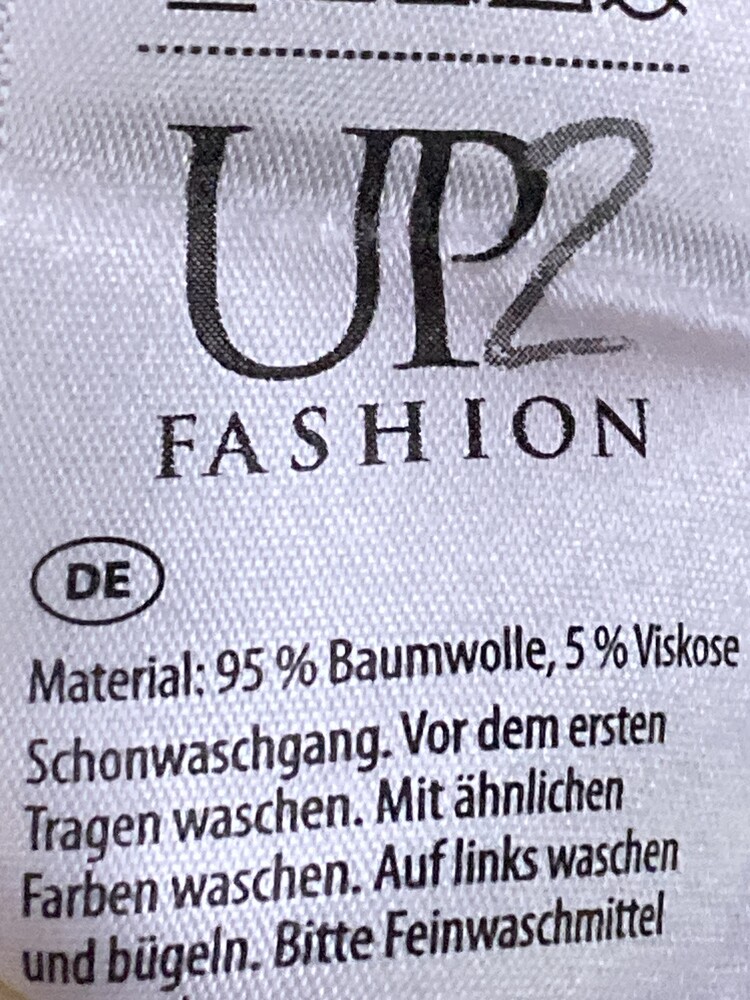 UP2
FASHION
DE
Material: 95 % Baumwolle, 5 % Viskose
Schonwaschgang. Vor dem ersten
Tragen waschen. Mit ähnlichen
Farben waschen. Auf links waschen
und bügeln. Bitte Feinwaschmittel